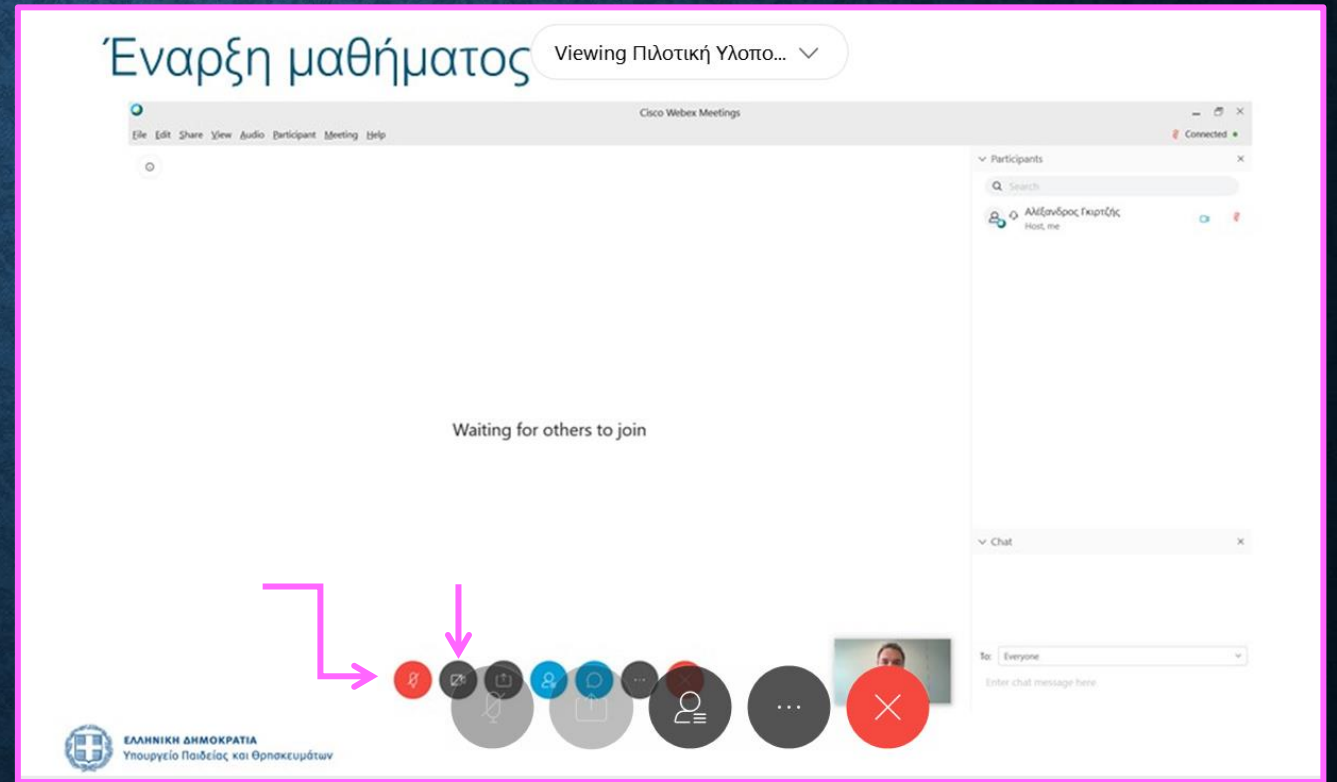 Έναρξη μαθήματος
Viewing Πιλοτική Υλοπο...
Cisco Webex Meetings
File Edit Share View Audio Participant Meeting Help
Connected
Participants
Search
Αλέξανδρος Γκιρτζής
Host, me
Waiting for others to join
Chat
To: Everyone
Enter chat message here
ΕΛΛΗΝΙΚΗ ΔΗΜΟΚΡΑΤΙΑ
Υπουργείο Παιδείας και Θρησκευμάτων